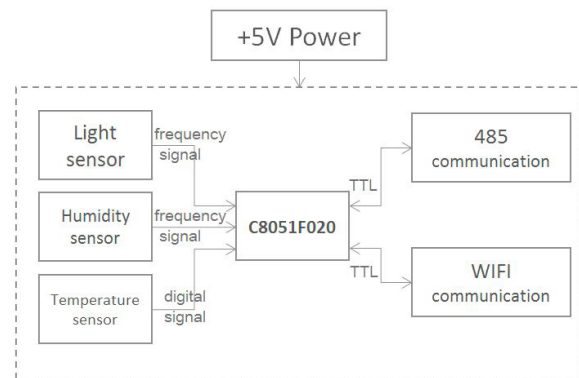 +5V Power
Light
sensor
frequency
signal
Humidity
sensor
frequency
signal
Temperature
sensor
digital
signal
C8051F020
TTL
485
communication
TTL
WIFI
communication